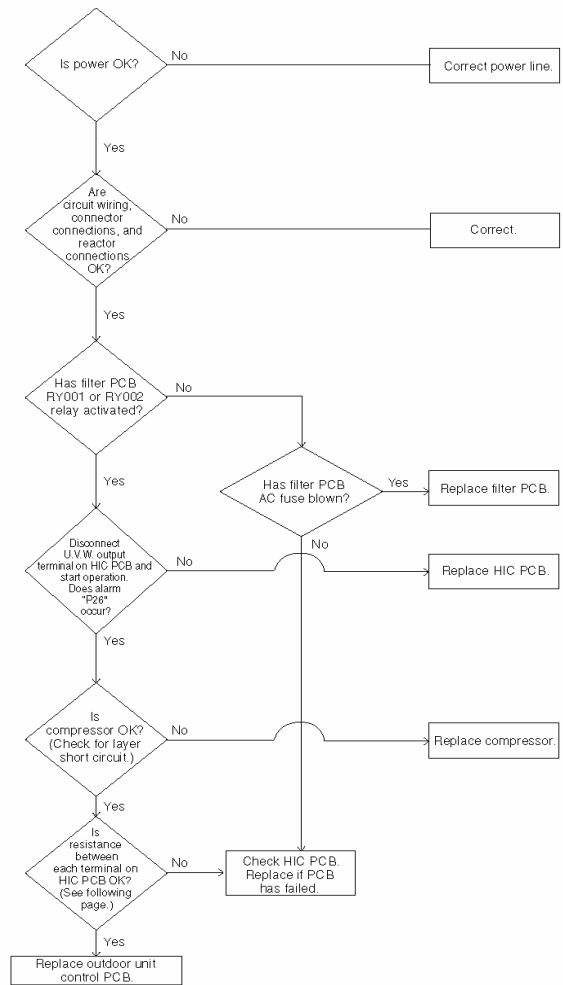 Is power OK?
No
Correct power line.
Yes
Are
circuit wiring,
connector
connections, and
reactor
connections
OK?
No
Correct.
Yes
Has filter PCB
RY001 or RY002
relay activated?
No
Yes
Has filter PCB
AC fuse blown?
Yes
Replace filter PCB.
No
Disconnect
U.V.W. output
terminal on HIC PCB and
start operation.
Does alarm
"P26"
occur?
No
Replace HIC PCB.
Yes
Is
compressor OK?
(Check for layer
short circuit.)
No
Replace compressor.
Yes
Is
resistance
between
each terminal on
HIC PCB OK?
(See following
page.)
No
Check HIC PCB.
Replace if PCB
has failed.
Yes
Replace outdoor unit
control PCB.